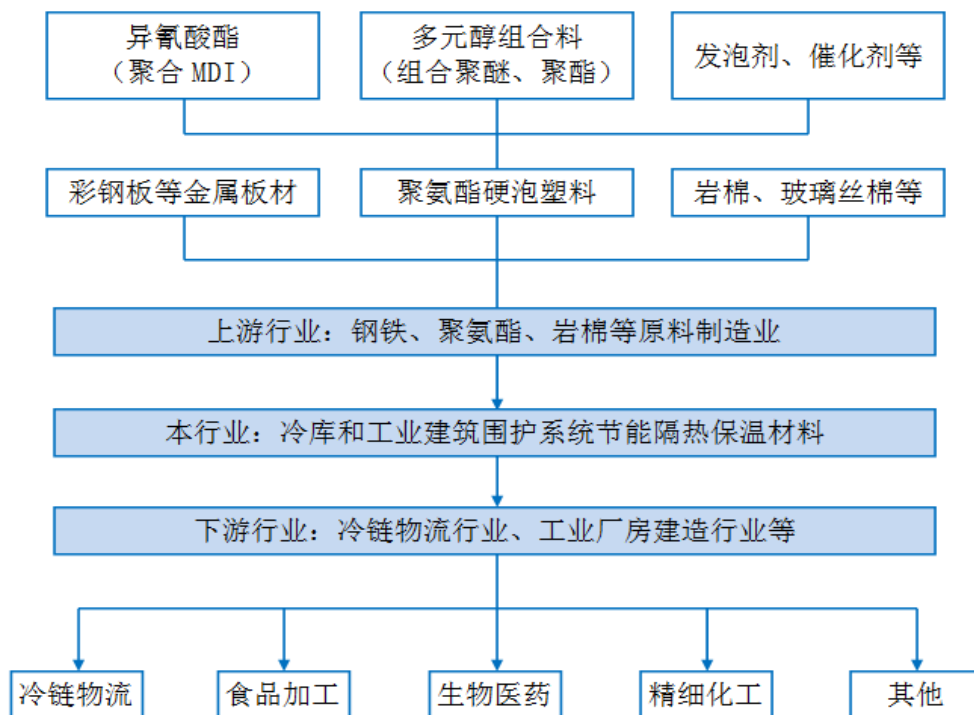 异氰酸酯
（聚合 MDI）
多元醇组合料
（组合聚醚、聚酯）
发泡剂、催化剂等
彩钢板等金属板材
聚氨酯硬泡塑料
岩棉、玻璃丝棉等
上游行业：钢铁、聚氨酯、岩棉等原料制造业
本行业：冷库和工业建筑围护系统节能隔热保温材料
下游行业：冷链物流行业、工业厂房建造行业等
冷链物流
食品加工
生物医药
精细化工
其他